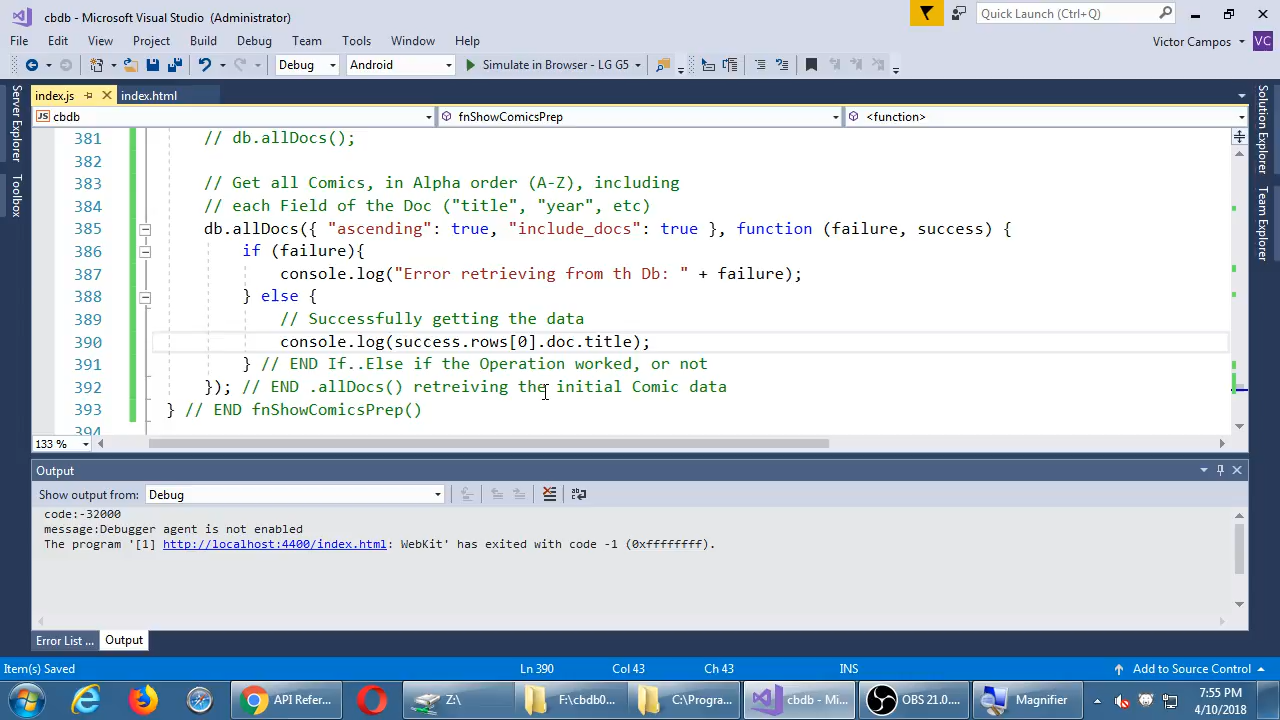 cbdb - Microsoft Visual Studio (Administrator)
Quick Launch (Ctrl+Q)
File Edit View Project Build Debug Team Tools Window Help
Victor Campos VC
Debug Android Simulate in Browser - LG G5
index.js index.html
JS cbdb fnShowComicsPrep <function>
Server Explorer
Toolbox
Solution Explorer
Team Explorer
381 // db.allDocs();
382
383 // Get all Comics, in Alpha order (A-Z), including
384 // each Field of the Doc ("title", "year", etc)
385 db.allDocs({ "ascending": true, "include_docs": true }, function (failure, success) {
386 if (failure){
387 console.log("Error retrieving from th Db: " + failure);
388 } else {
389 // Successfully getting the data
390 console.log(success.rows[0].doc.title);
391 } // END If..Else if the Operation worked, or not
392 }); // END .allDocs() retreiving the initial Comic data
393 } // END fnShowComicsPrep()
394
133 %
Output
Show output from: Debug
code:-32000
message:Debugger agent is not enabled
The program '[1] http://localhost:4400/index.html: WebKit' has exited with code -1 (0xffffffff).
Error List ... Output
Item(s) Saved Ln 390 Col 43 Ch 43 INS Add to Source Control
API Refer... Z:\ F:\cbdb0... C:\Progra... cbdb - Mi... OBS 21.0.... Magnifier
7:55 PM
4/10/2018